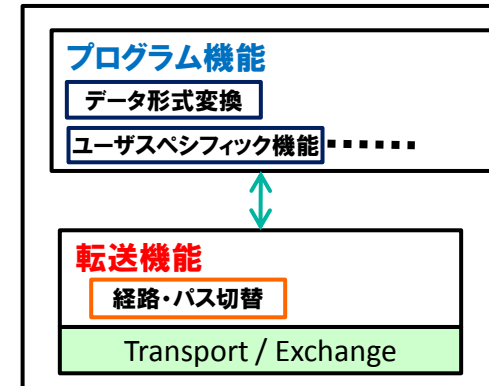 プログラム機能
データ形式変換
ユーザスペシフィック機能 ▪▪▪▪▪▪
転送機能
経路・パス切替
Transport / Exchange